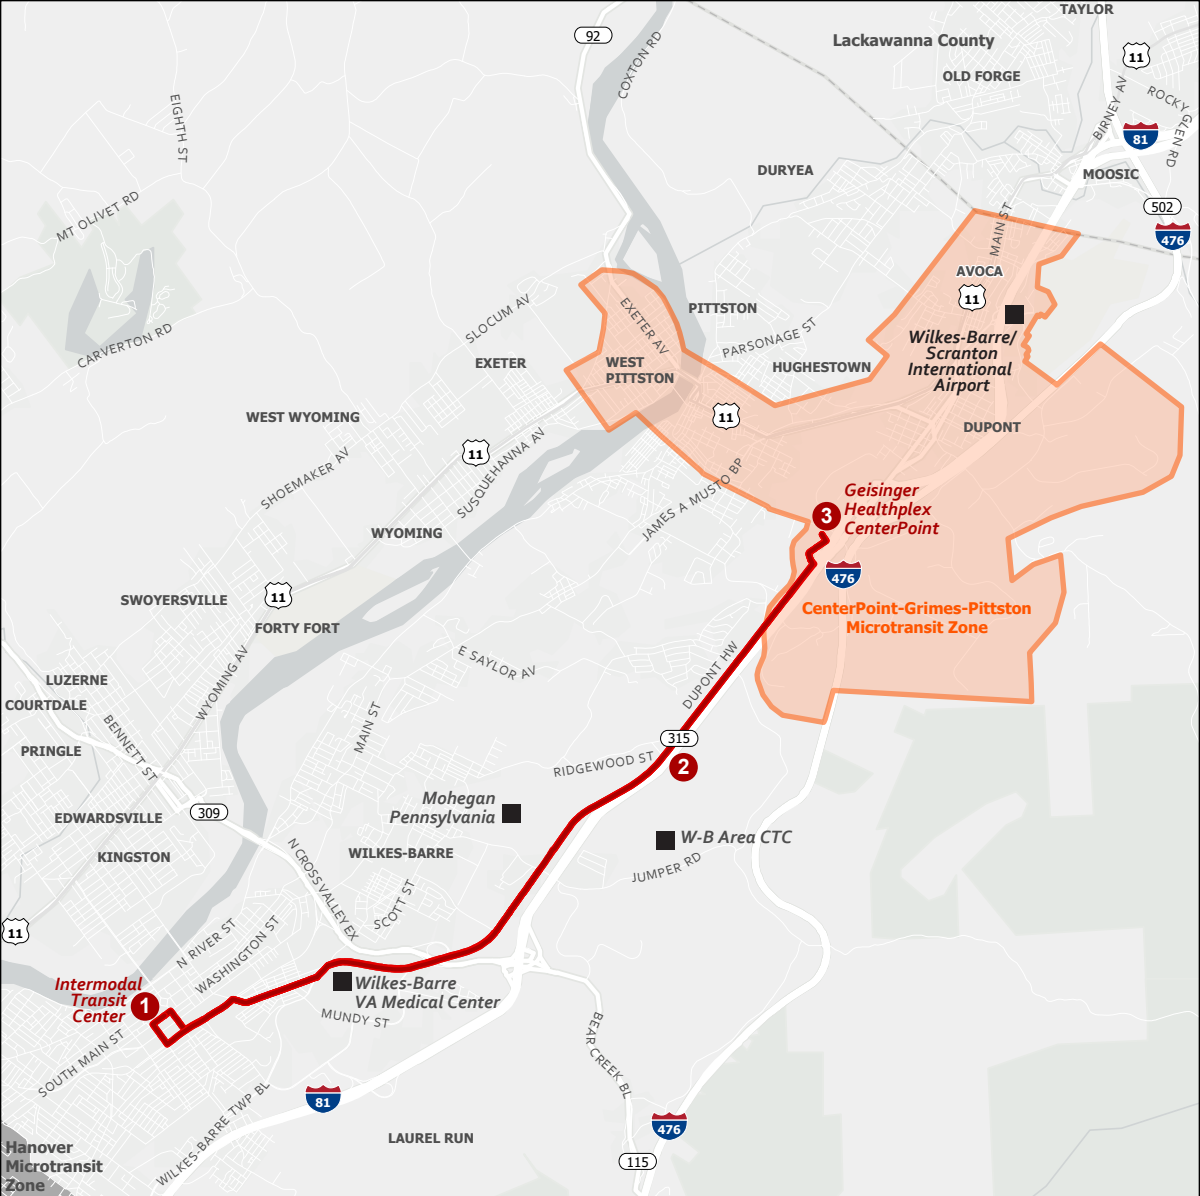 TAYLOR
92
COXTON RD
Lackawanna County
11
OLD FORGE
BIRNEY AV
ROCKY GLEN RD
EIGHTH ST
81
DURYEA
MOOSIC
502
MT OLIVET RD
MAIN ST
476
AVOCA
11
SLOCUM AV
EXETER AV
PITTSTON
CARVERTON RD
PARSONAGE ST
Wilkes-Barre/
Scranton
International
Airport
EXETER
WEST
PITTSTON
HUGHESTOWN
WEST WYOMING
11
DUPONT
11
SHOEMAKER AV
SUSQUEHANNA AV
JAMES A MUSTO BP
3
Geisinger
Healthplex
CenterPoint
WYOMING
476
11
SWOYERSVILLE
CenterPoint-Grimes-Pittston
Microtransit Zone
FORTY FORT
E SAYLOR AV
DUPONT HW
LUZERNE
WYOMING AV
COURTDALE
BENNETT ST
MAIN ST
315
PRINGLE
RIDGEWOOD ST
2
Mohegan
Pennsylvania
309
EDWARDSVILLE
W-B Area CTC
KINGSTON
N CROSS VALLEY EX
WILKES-BARRE
JUMPER RD
SCOTT ST
11
N RIVER ST
WASHINGTON ST
Intermodal
Transit
Center
1
Wilkes-Barre
VA Medical Center
MUNDY ST
SOUTH MAIN ST
BEAR CREEK BL
WILKES-BARRE TWP BL
81
476
LAUREL RUN
115
Hanover
Microtransit
Zone